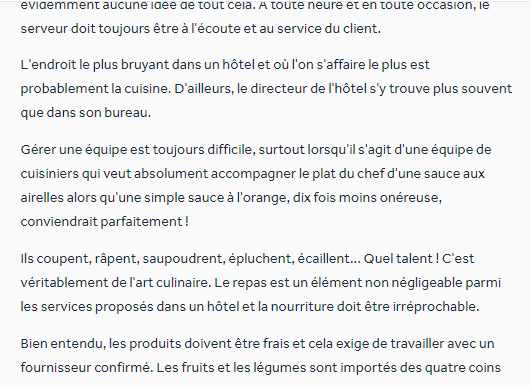 évidemment aucune idée de tout cela. À toute heure et en toute occasion, le
serveur doit toujours être à l'écoute et au service du client.
L'endroit le plus bruyant dans un hôtel et où l'on s'affaire le plus est
probablement la cuisine. D'ailleurs, le directeur de l'hôtel s'y trouve plus souvent
que dans son bureau.
Gérer une équipe est toujours difficile, surtout lorsqu'il s'agit d'une équipe de
cuisiniers qui veut absolument accompagner le plat du chef d'une sauce aux
airelles alors qu'une simple sauce à l'orange, dix fois moins onéreuse,
conviendrait parfaitement !
Ils coupent, râpent, saupoudrent, épluchent, écaillent... Quel talent ! C'est
véritablement de l'art culinaire. Le repas est un élément non négligeable parmi
les services proposés dans un hôtel et la nourriture doit être irréprochable.
Bien entendu, les produits doivent être frais et cela exige de travailler avec un
fournisseur confirmé. Les fruits et les légumes sont importés des quatre coins